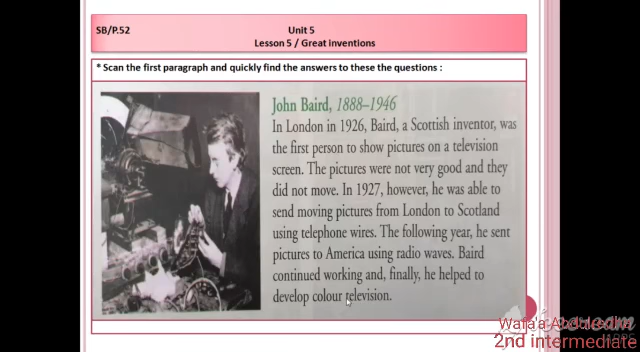 SB/P.52
Unit 5
Lesson 5 / Great inventions
* Scan the first paragraph and quickly find the answers to these the questions :
John Baird, 1888–1946
In London in 1926, Baird, a Scottish inventor, was
the first person to show pictures on a television
screen. The pictures were not very good and they
did not move. In 1927, however, he was able to
send moving pictures from London to Scotland
using telephone wires. The following year, he sent
pictures to America using radio waves. Baird
continued working and, finally, he helped to
develop colour television.
2nd intermediate